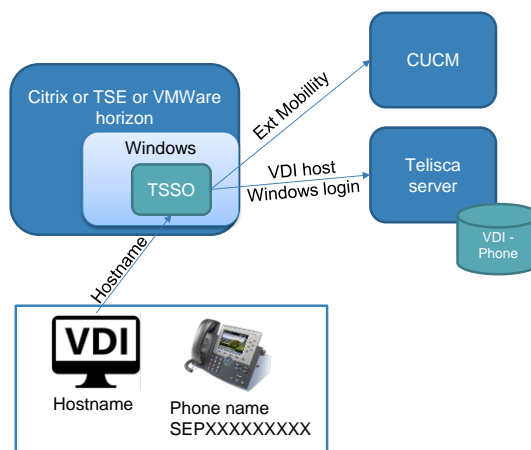 Citrix or TSE or VMWare
horizon
Windows
TSSO
Ext Mobillity
CUCM
VDI host
Windows login
Telisca
server
VDI -
Phone
Hostname
VDI
Hostname
Phone name
SEPXXXXXXXXX